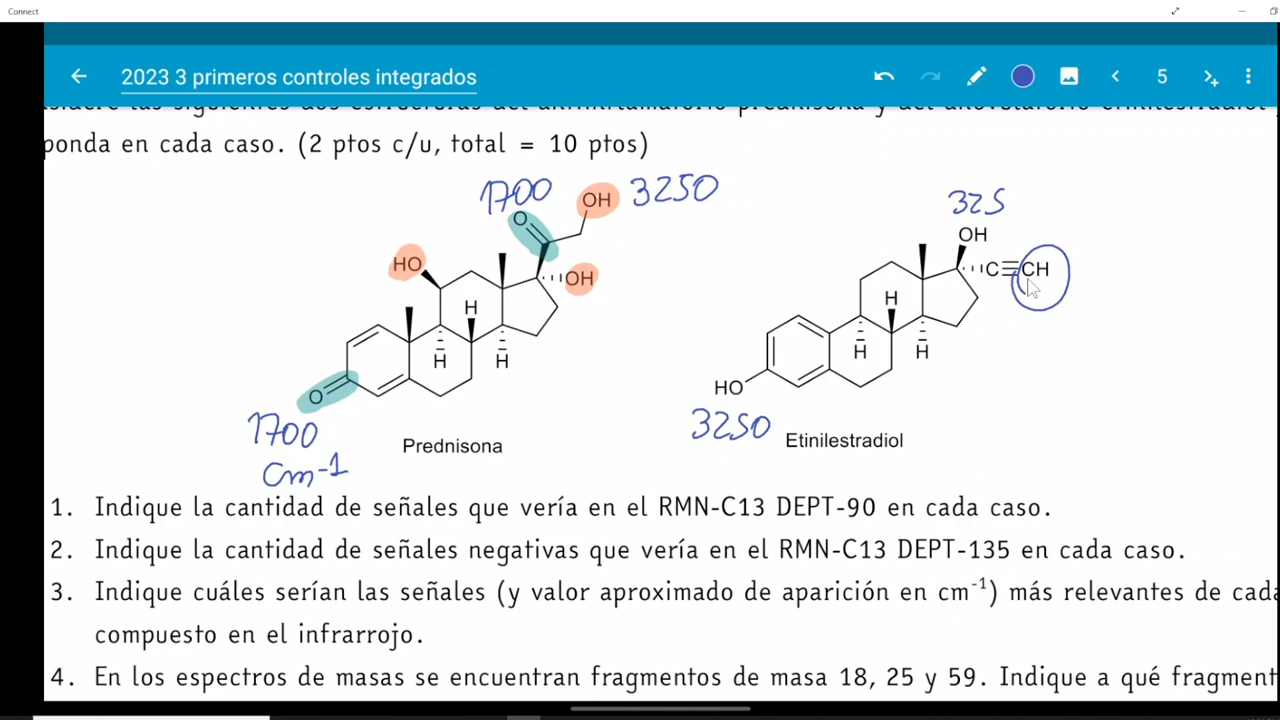 Connect
2023 3 primeros controles integrados
5
ponda en cada caso. (2 ptos c/u, total = 10 ptos)
1700
3250
325
O
OH
HO
OH
H
H
H
O
1700
cm-1
Prednisona
OH
C≡CH
H
H
H
HO
3250
Etinilestradiol
1. Indique la cantidad de señales que vería en el RMN-C13 DEPT-90 en cada caso.
2. Indique la cantidad de señales negativas que vería en el RMN-C13 DEPT-135 en cada caso.
3. Indique cuáles serían las señales (y valor aproximado de aparición en cm-1) más relevantes de cada
compuesto en el infrarrojo.
4. En los espectros de masas se encuentran fragmentos de masa 18, 25 y 59. Indique a qué fragment